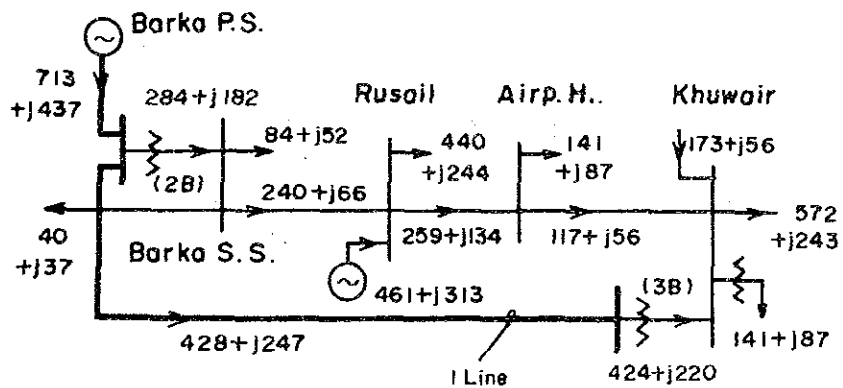 Barka P.S.
713
+j437
284+j182
Rusail
Airp. H..
Khuwair
84+j52
440
+j244
141
+j87
173+j56
(2B)
240+j66
40
+j37
Barka S.S.
259+j134
117+j56
572
+j243
461+j313
(3B)
428+j247
1 Line
424+j220
141+j87